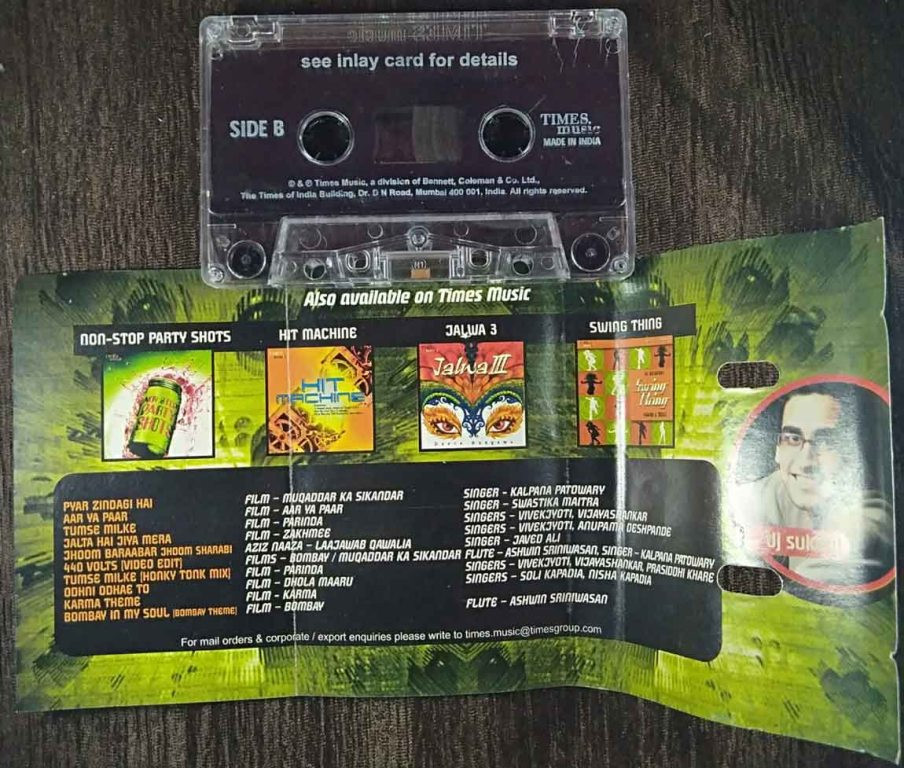 see inlay card for details
SIDE B
TIMES
music
MADE IN INDIA
© & ℗ Times Music, a division of Bennett, Coleman & Co. Ltd.,
The Times of India Building, Dr. D N Road, Mumbai 400 001, India. All rights reserved.
Also available on Times Music
NON-STOP PARTY SHOTS
HIT MACHINE
JALWA 3
SWING THING
PARTY
SHOTS
HIT
MACHINE
Jalwa III
Swing
Thing
PYAR ZINDAGI HAI FILM - MUQADDAR KA SIKANDAR SINGER - KALPANA PATOWARY
AAR YA PAAR FILM - AAR YA PAAR SINGER - SWASTIKA MAITRA
TUMSE MILKE FILM - PARINDA SINGERS - VIVEKJYOTI, VIJAYASHANKAR
JALTA HAI JIYA MERA FILM - ZAKHMEE SINGERS - VIVEKJYOTI, ANUPAMA DESHPANDE
JHOOM BARAABAR JHOOM SHARABI AZIZ NAAZA - LAAJAWAB QAWALIA SINGER - JAVED ALI
440 VOLTS [VIDEO EDIT] FILMS - BOMBAY / MUQADDAR KA SIKANDAR FLUTE - ASHWIN SRINIWASAN, SINGER - KALPANA PATOWARY
TUMSE MILKE [HONKY TONK MIX] FILM - PARINDA SINGERS - VIVEKJYOTI, VIJAYASHANKAR, PRASIDDHI KHARE
ODHNI ODHAE TO FILM - DHOLA MAARU SINGERS - SOLI KAPADIA, NISHA KAPADIA
KARMA THEME FILM - KARMA
BOMBAY IN MY SOUL [BOMBAY THEME] FILM - BOMBAY FLUTE - ASHWIN SRINIWASAN
For mail orders & corporate / export enquiries please write to times.music@timesgroup.com